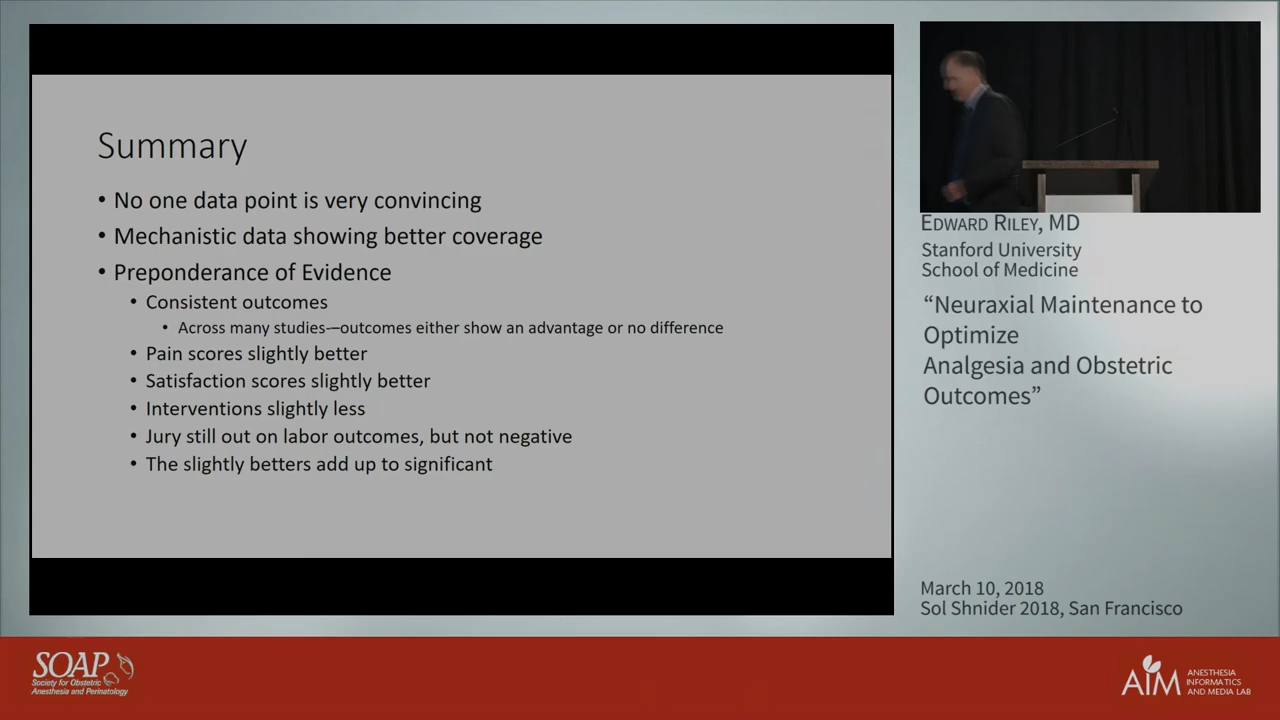 Summary
• No one data point is very convincing
• Mechanistic data showing better coverage
• Preponderance of Evidence
• Consistent outcomes
• Across many studies-–outcomes either show an advantage or no difference
• Pain scores slightly better
• Satisfaction scores slightly better
• Interventions slightly less
• Jury still out on labor outcomes, but not negative
• The slightly betters add up to significant
EDWARD RILEY, MD
Stanford University
School of Medicine
“Neuraxial Maintenance to
Optimize
Analgesia and Obstetric
Outcomes”
March 10, 2018
Sol Shnider 2018, San Francisco
SOAP
Society for Obstetric
Anesthesia and Perinatology
AIM
ANESTHESIA
INFORMATICS
AND MEDIA LAB